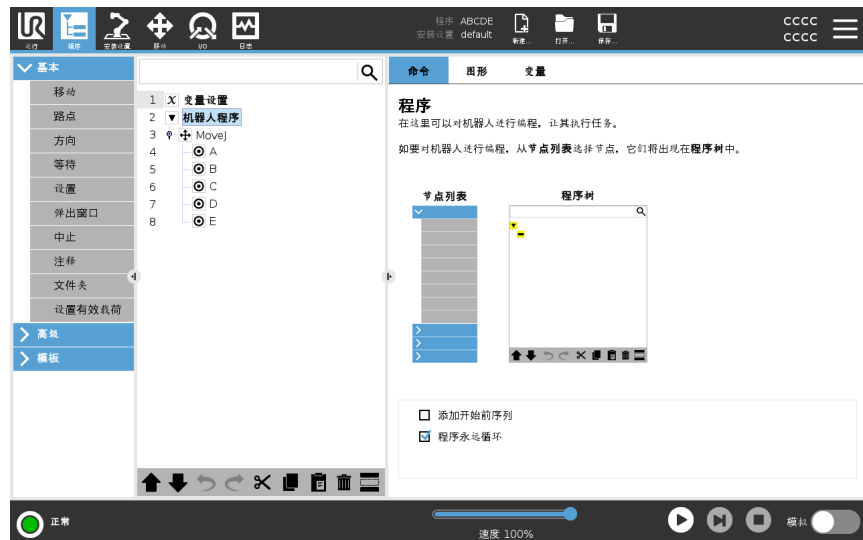 UR
程序 ABCDE
安装设置 default
CCCC
CCCC
运行
程序
安装设置
移动
I/O
日志
新建...
打开...
保存...
基本
移动
路点
方向
等待
设置
弹出窗口
中止
注释
文件夹
设置有效载荷
高级
模板
1 X 变量设置
2 ▼ 机器人程序
3 MoveJ
4 A
5 B
6 C
7 D
8 E
命令 图形 变量
程序
在这里可以对机器人进行编程，让其执行任务。
如要对机器人进行编程，从节点列表选择节点，它们将出现在程序树中。
节点列表
程序树
添加开始前序列
程序永远循环
正常
速度 100%
模拟